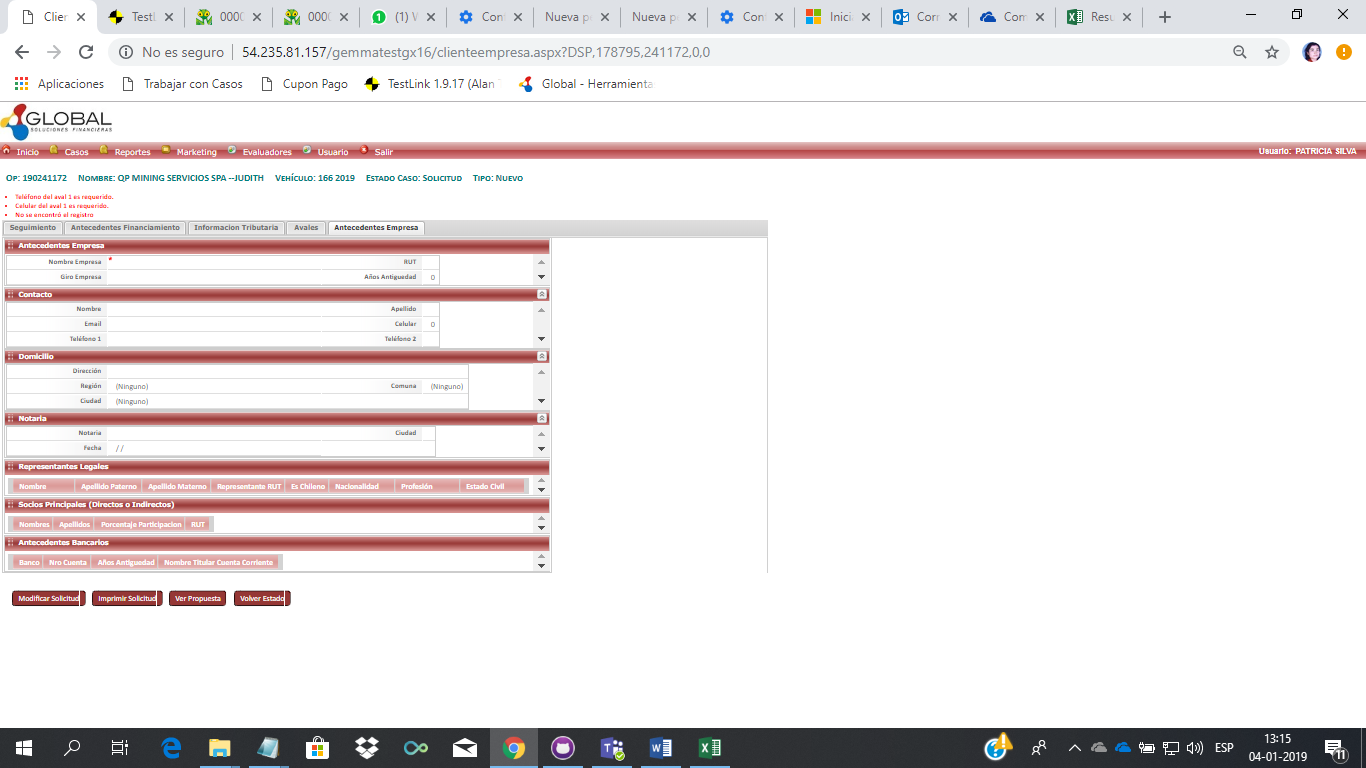 Clien
TestL
0000
0000
(1) W
Cont
Nueva pe
Nueva pe
Cont
Inicia
Corr
Com
Resu
No es seguro | 54.235.81.157/gemmatestgx16/clienteempresa.aspx?DSP,178795,241172,0,0
Aplicaciones
Trabajar con Casos
Cupon Pago
TestLink 1.9.17 (Alan
Global - Herramienta
GLOBAL
SOLUCIONES FINANCIERAS
Inicio Casos Reportes Marketing Evaluadores Usuario Salir
Usuario: PATRICIA SILVA
Op: 190241172 Nombre: QP MINING SERVICIOS SPA --JUDITH Vehículo: 166 2019 Estado Caso: Solicitud Tipo: Nuevo
Teléfono del aval 1 es requerido.
Celular del aval 1 es requerido.
No se encontró el registro
Seguimiento Antecedentes Financiamiento Informacion Tributaria Avales Antecedentes Empresa
Antecedentes Empresa
Nombre Empresa * RUT
Giro Empresa Años Antiguedad 0
Contacto
Nombre Apellido
Email Celular 0
Teléfono 1 Teléfono 2
Domicilio
Dirección
Región (Ninguno) Comuna (Ninguno)
Ciudad (Ninguno)
Notaria
Notaria Ciudad
Fecha / /
Representantes Legales
Nombre Apellido Paterno Apellido Materno Representante RUT Es Chileno Nacionalidad Profesión Estado Civil
Socios Principales (Directos o Indirectos)
Nombres Apellidos Porcentaje Participacion RUT
Antecedentes Bancarios
Banco Nro Cuenta Años Antiguedad Nombre Titular Cuenta Corriente
Modificar Solicitud Imprimir Solicitud Ver Propuesta Volver Estado
ESP
13:15
04-01-2019
11